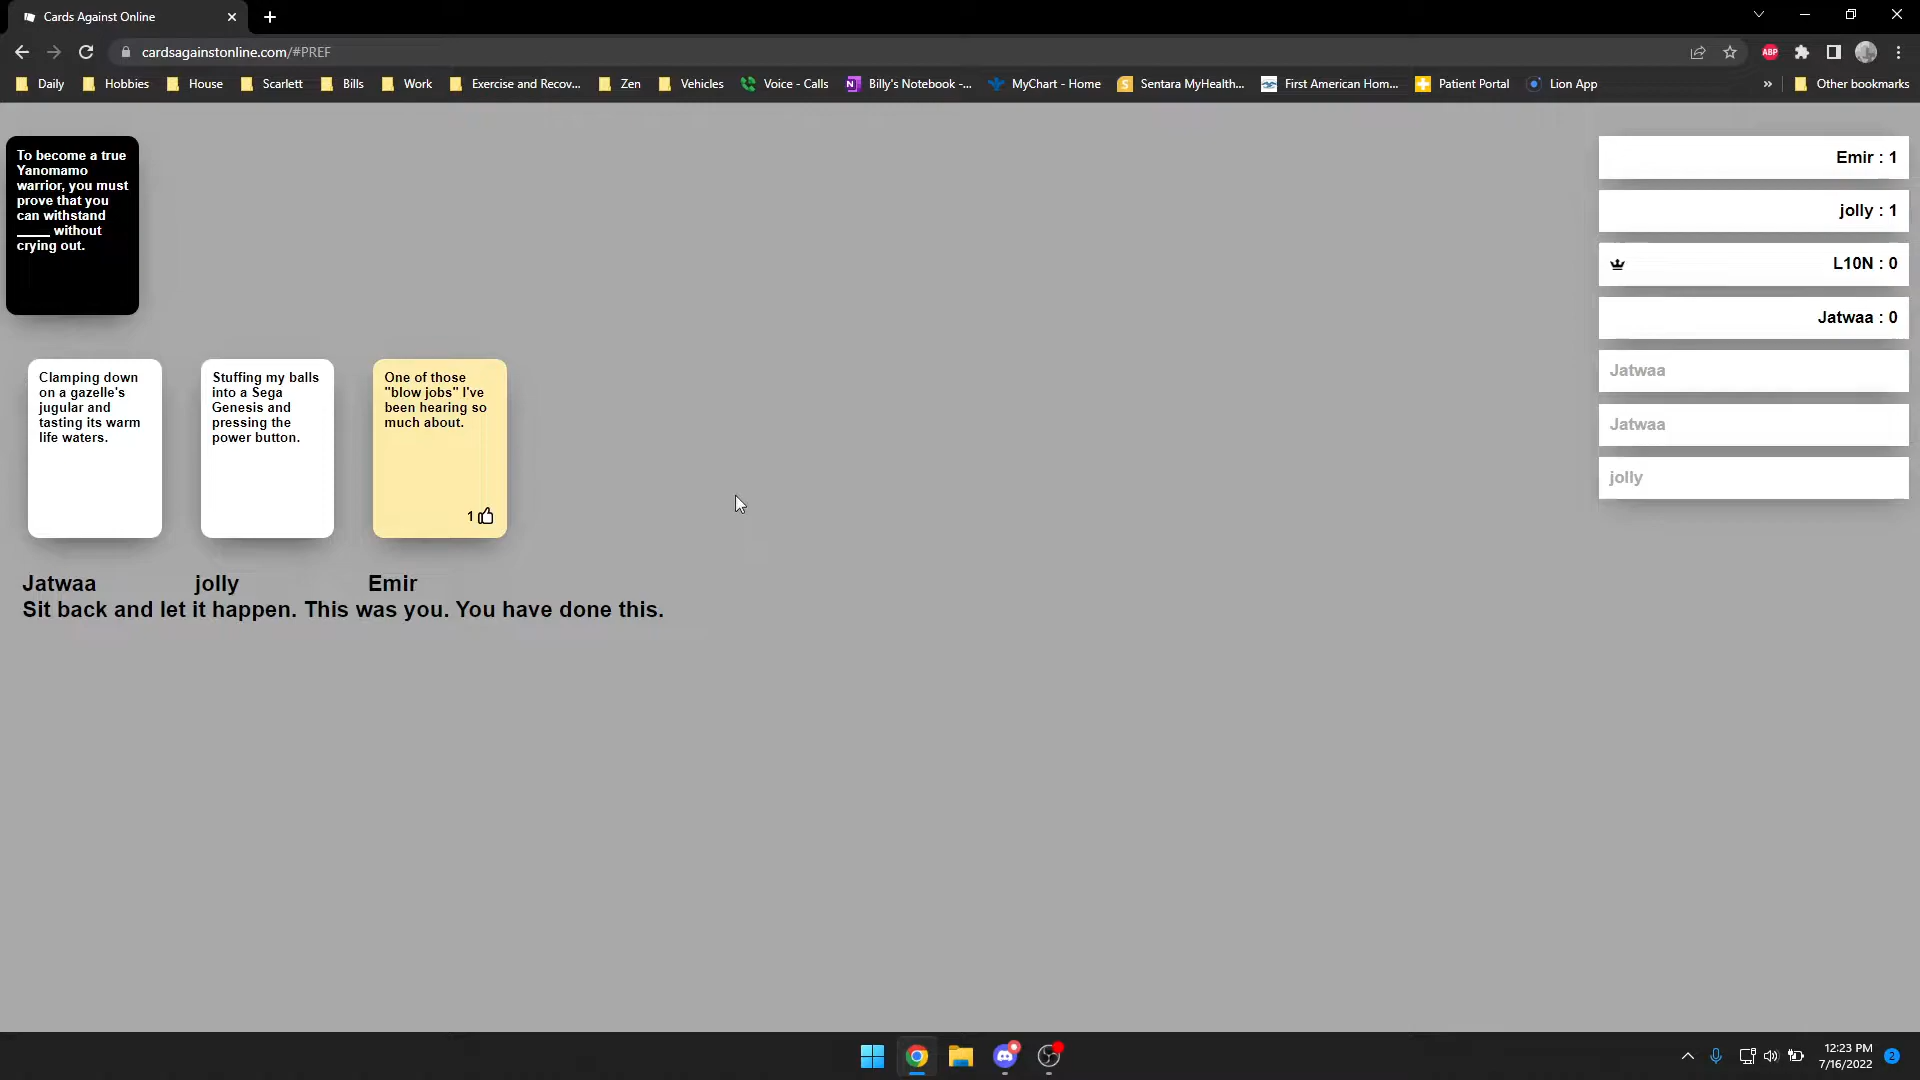 Cards Against Online
cardsagainstonline.com/#PREF
ABP
Daily Hobbies House Scarlett Bills Work Exercise and Recov... Zen Vehicles Voice - Calls Billy's Notebook -... MyChart - Home Sentara MyHealth... First American Hom... Patient Portal Lion App » Other bookmarks
To become a true
Yanomamo
warrior, you must
prove that you
can withstand
_____ without
crying out.
Emir : 1
jolly : 1
L10N : 0
Jatwaa : 0
Jatwaa
Jatwaa
jolly
Clamping down
on a gazelle's
jugular and
tasting its warm
life waters.
Stuffing my balls
into a Sega
Genesis and
pressing the
power button.
One of those
"blow jobs" I've
been hearing so
much about.
1
Jatwaa jolly Emir
Sit back and let it happen. This was you. You have done this.
12:23 PM
7/16/2022
2